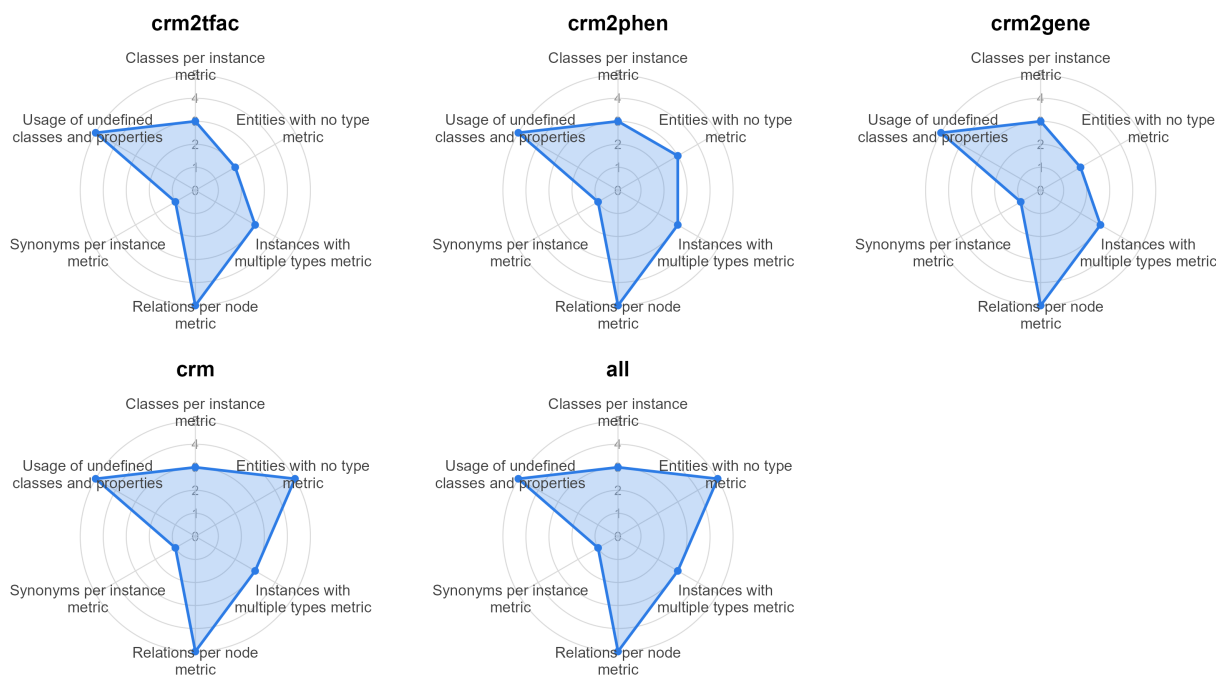 crm2tfac
Classes per instance
metric
4
Usage of undefined
classes and properties
Entities with no type
metric
2
1
0
Synonyms per instance
metric
Instances with
multiple types metric
Relations per node
metric
crm2phen
Classes per instance
metric
4
Usage of undefined
classes and properties
Entities with no type
metric
2
1
0
Synonyms per instance
metric
Instances with
multiple types metric
Relations per node
metric
crm2gene
Classes per instance
metric
4
Usage of undefined
classes and properties
Entities with no type
metric
2
1
0
Synonyms per instance
metric
Instances with
multiple types metric
Relations per node
metric
crm
Classes per instance
metric
4
Usage of undefined
classes and properties
Entities with no type
metric
2
1
0
Synonyms per instance
metric
Instances with
multiple types metric
Relations per node
metric
all
Classes per instance
metric
4
Usage of undefined
classes and properties
Entities with no type
metric
2
1
0
Synonyms per instance
metric
Instances with
multiple types metric
Relations per node
metric